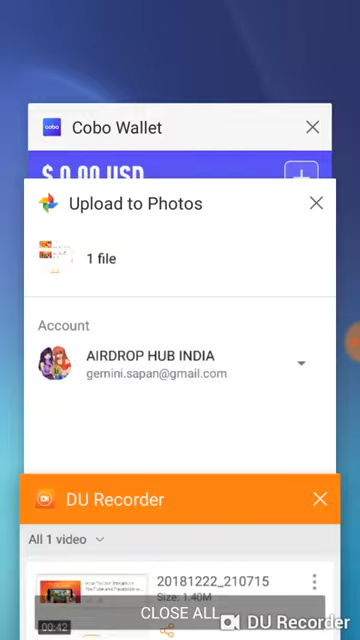 cobo Cobo Wallet
$ 0.00 USD
Upload to Photos
1 file
Account
AIRDROP HUB INDIA
gemini.sapan@gmail.com
DU Recorder
All 1 video
20181222_210715
Size: 1.40M
00:42
CLOSE ALL
DU Recorder